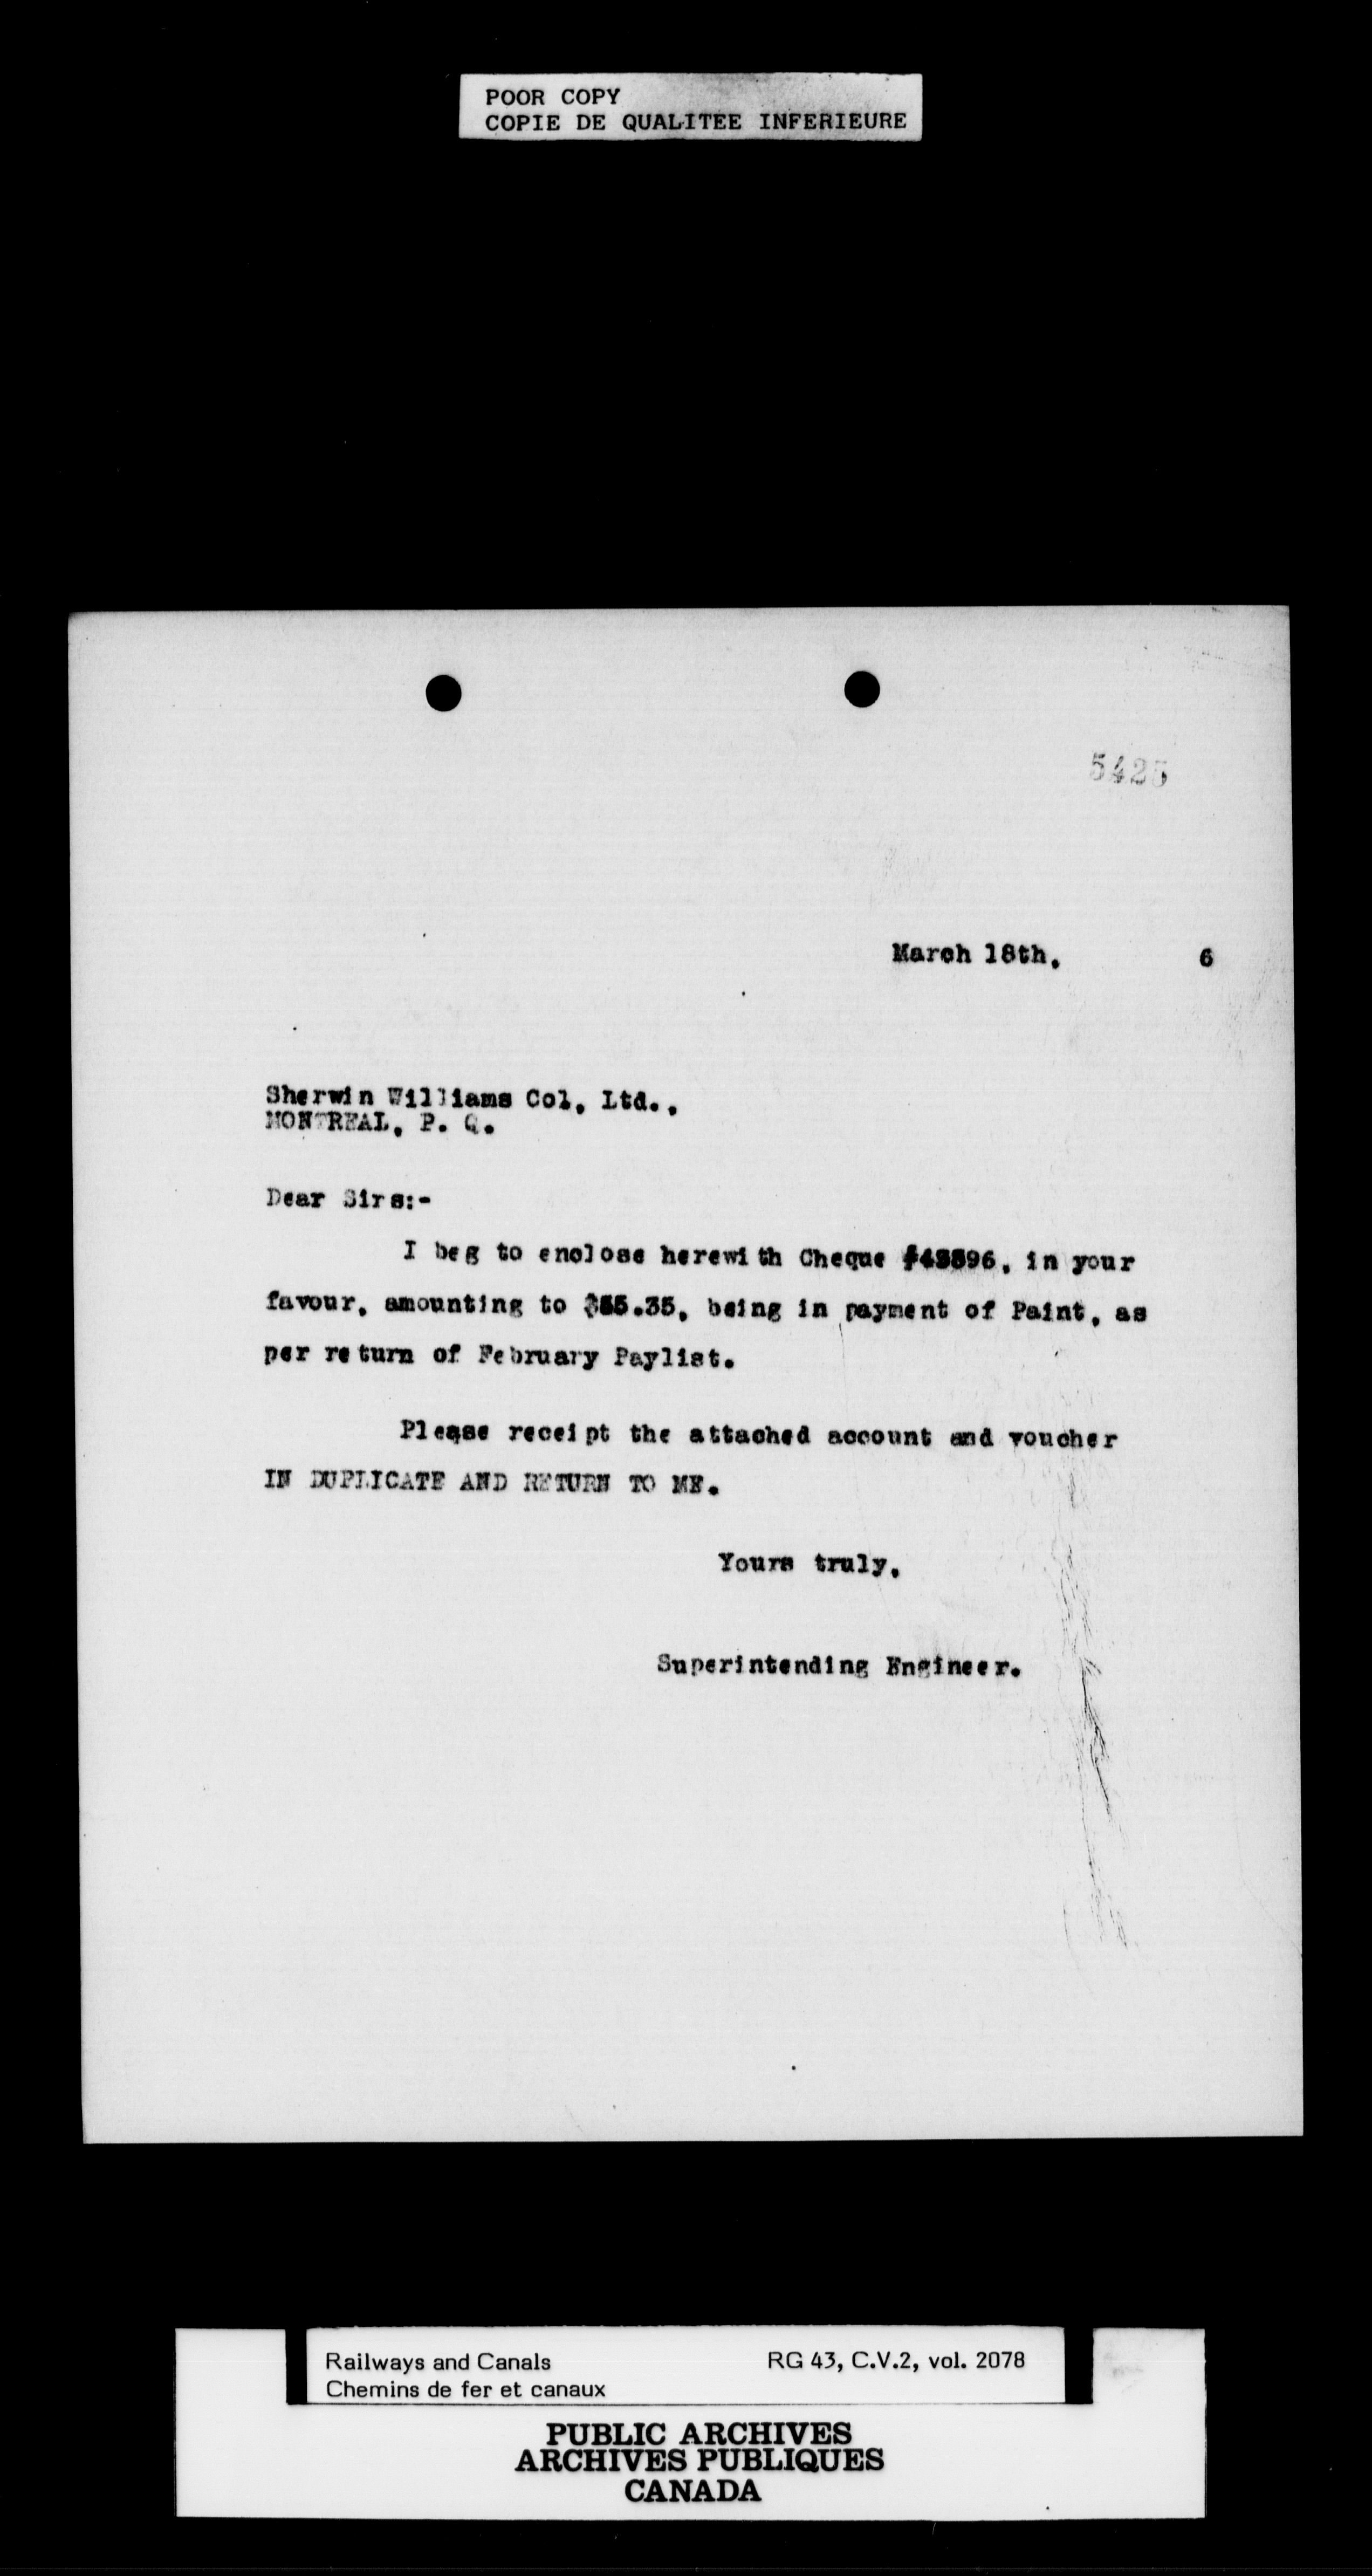 POOR COPY
COPIE DE QUALITEE INFERIEURE
5425
March 18th. 6
Sherwin Williams Col, Ltd.,
MONTREAL, P. Q.
Dear Sirs:-
I beg to enclose herewith Cheque in your
favour, amounting to being in payment of Paint, as
per return of February Paylist.
Please receipt the attached account and voucher
IN DUPLICATE AND RETURN TO ME.
Yours truly,
Superintending Engineer.
Railways and Canals RG 43, C.V.2, vol. 2078
Chemins de fer et canaux
PUBLIC ARCHIVES
ARCHIVES PUBLIQUES
CANADA